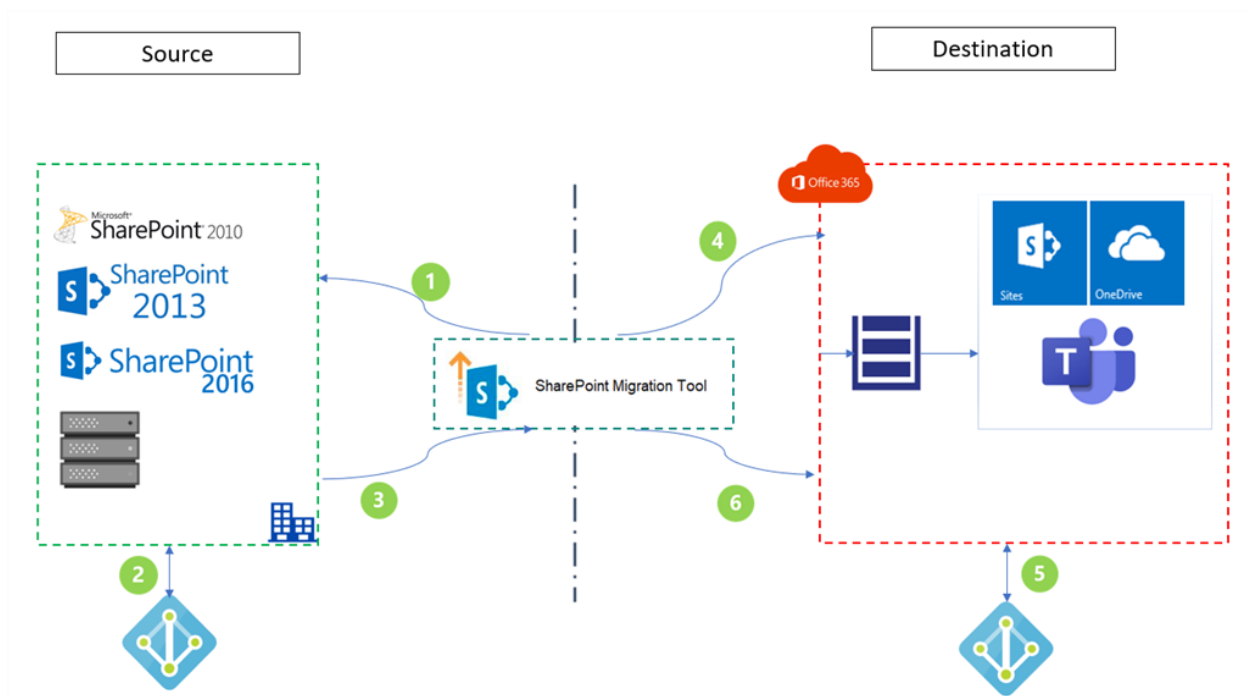 Source
Destination
Office 365
Microsoft
SharePoint 2010
SharePoint
2013
SharePoint
2016
S
S
S
Sites
OneDrive
T
SharePoint Migration Tool
S
1
2
3
4
5
6